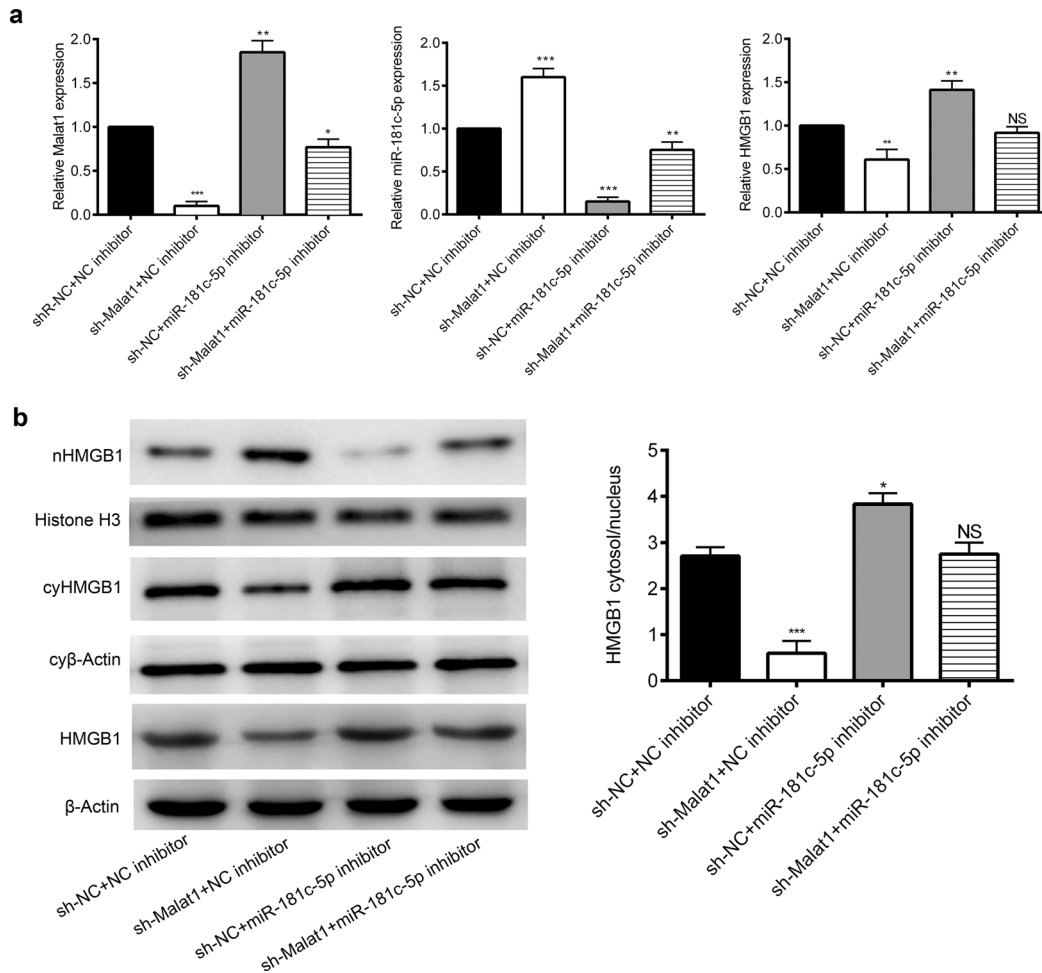 a
Relative Malat1 expression
2.0
1.5
1.0
0.5
0.0
***
**
*
shR-NC+NC inhibitor
sh-Malat1+NC inhibitor
sh-NC+miR-181c-5p inhibitor
sh-Malat1+miR-181c-5p inhibitor
Relative miR-181c-5p expression
2.0
1.5
1.0
0.5
0.0
***
***
**
sh-NC+NC inhibitor
sh-Malat1+NC inhibitor
sh-NC+miR-181c-5p inhibitor
sh-Malat1+miR-181c-5p inhibitor
Relative HMGB1 expression
2.0
1.5
1.0
0.5
0.0
**
**
NS
sh-NC+NC inhibitor
sh-Malat1+NC inhibitor
sh-NC+miR-181c-5p inhibitor
sh-Malat1+miR-181c-5p inhibitor
b
nHMGB1
Histone H3
cyHMGB1
cyβ-Actin
HMGB1
β-Actin
sh-NC+NC inhibitor
sh-Malat1+NC inhibitor
sh-NC+miR-181c-5p inhibitor
sh-Malat1+miR-181c-5p inhibitor
HMGB1 cytosol/nucleus
5
4
3
2
1
0
***
*
NS
sh-NC+NC inhibitor
sh-Malat1+NC inhibitor
sh-NC+miR-181c-5p inhibitor
sh-Malat1+miR-181c-5p inhibitor